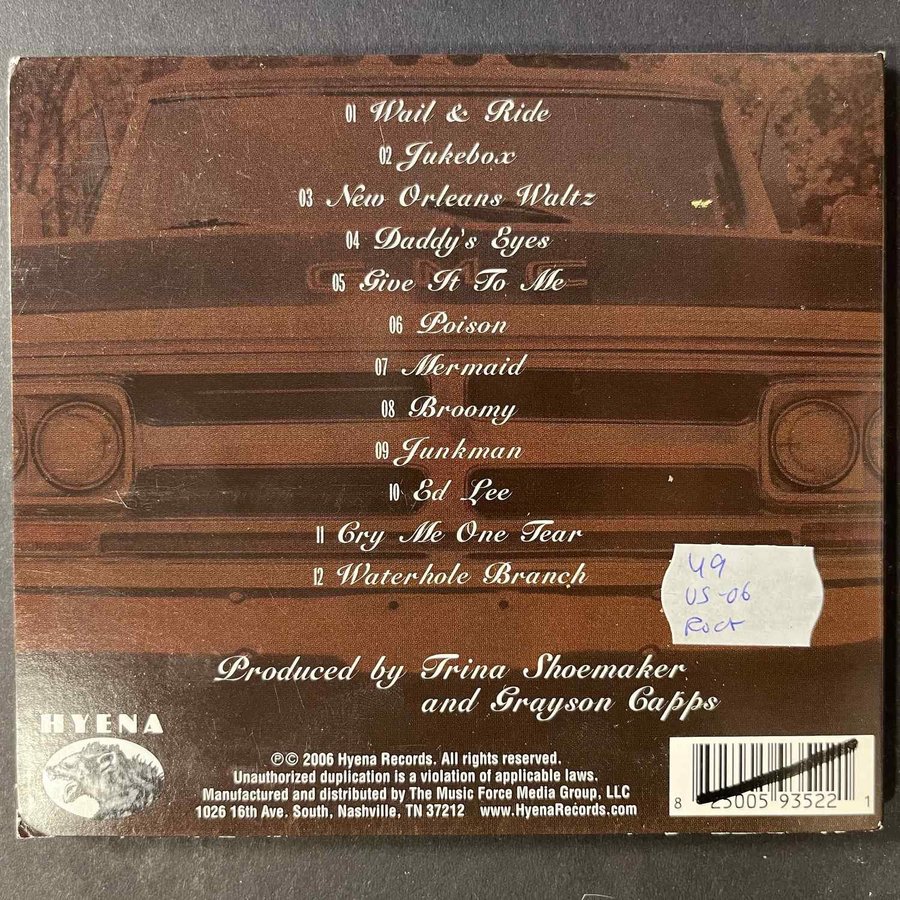 01 Wail & Ride
02 Jukebox
03 New Orleans Waltz
04 Daddy's Eyes
GMC
05 Give It To Me
06 Poison
07 Mermaid
08 Broomy
09 Junkman
10 Ed Lee
11 Cry Me One Tear
12 Waterhole Branch
49
US-06
Rock
Produced by Trina Shoemaker
and Grayson Capps
HYENA
℗© 2006 Hyena Records. All rights reserved.
Unauthorized duplication is a violation of applicable laws.
Manufactured and distributed by The Music Force Media Group, LLC
1026 16th Ave. South, Nashville, TN 37212 www.HyenaRecords.com
8 25005 93522 1